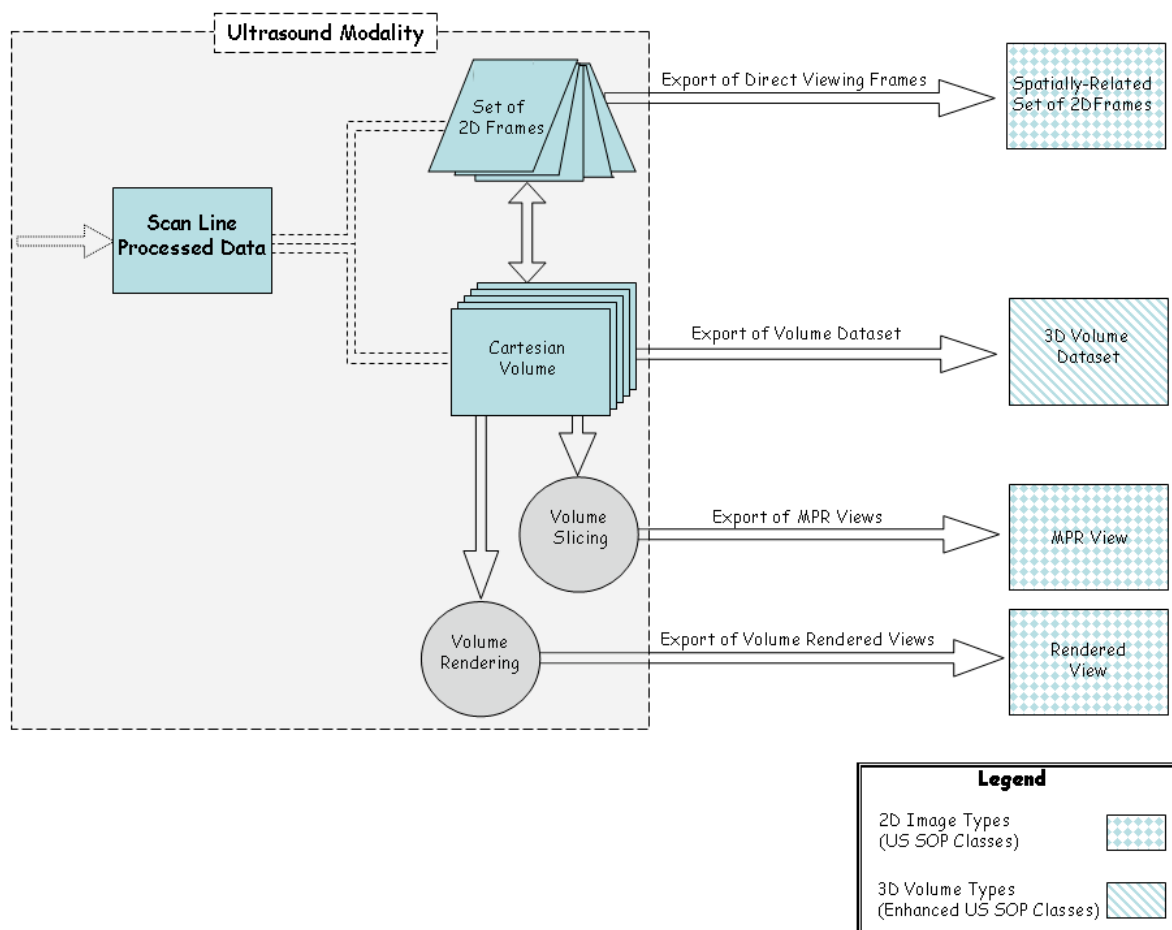 Ultrasound Modality
Set of
2D Frames
Export of Direct Viewing Frames
Spatially-Related
Set of 2D Frames
Scan Line
Processed Data
Cartesian
Volume
Export of Volume Dataset
3D Volume
Dataset
Volume
Slicing
Export of MPR Views
MPR View
Volume
Rendering
Export of Volume Rendered Views
Rendered
View
Legend
2D Image Types
(US SOP Classes)
3D Volume Types
(Enhanced US SOP Classes)